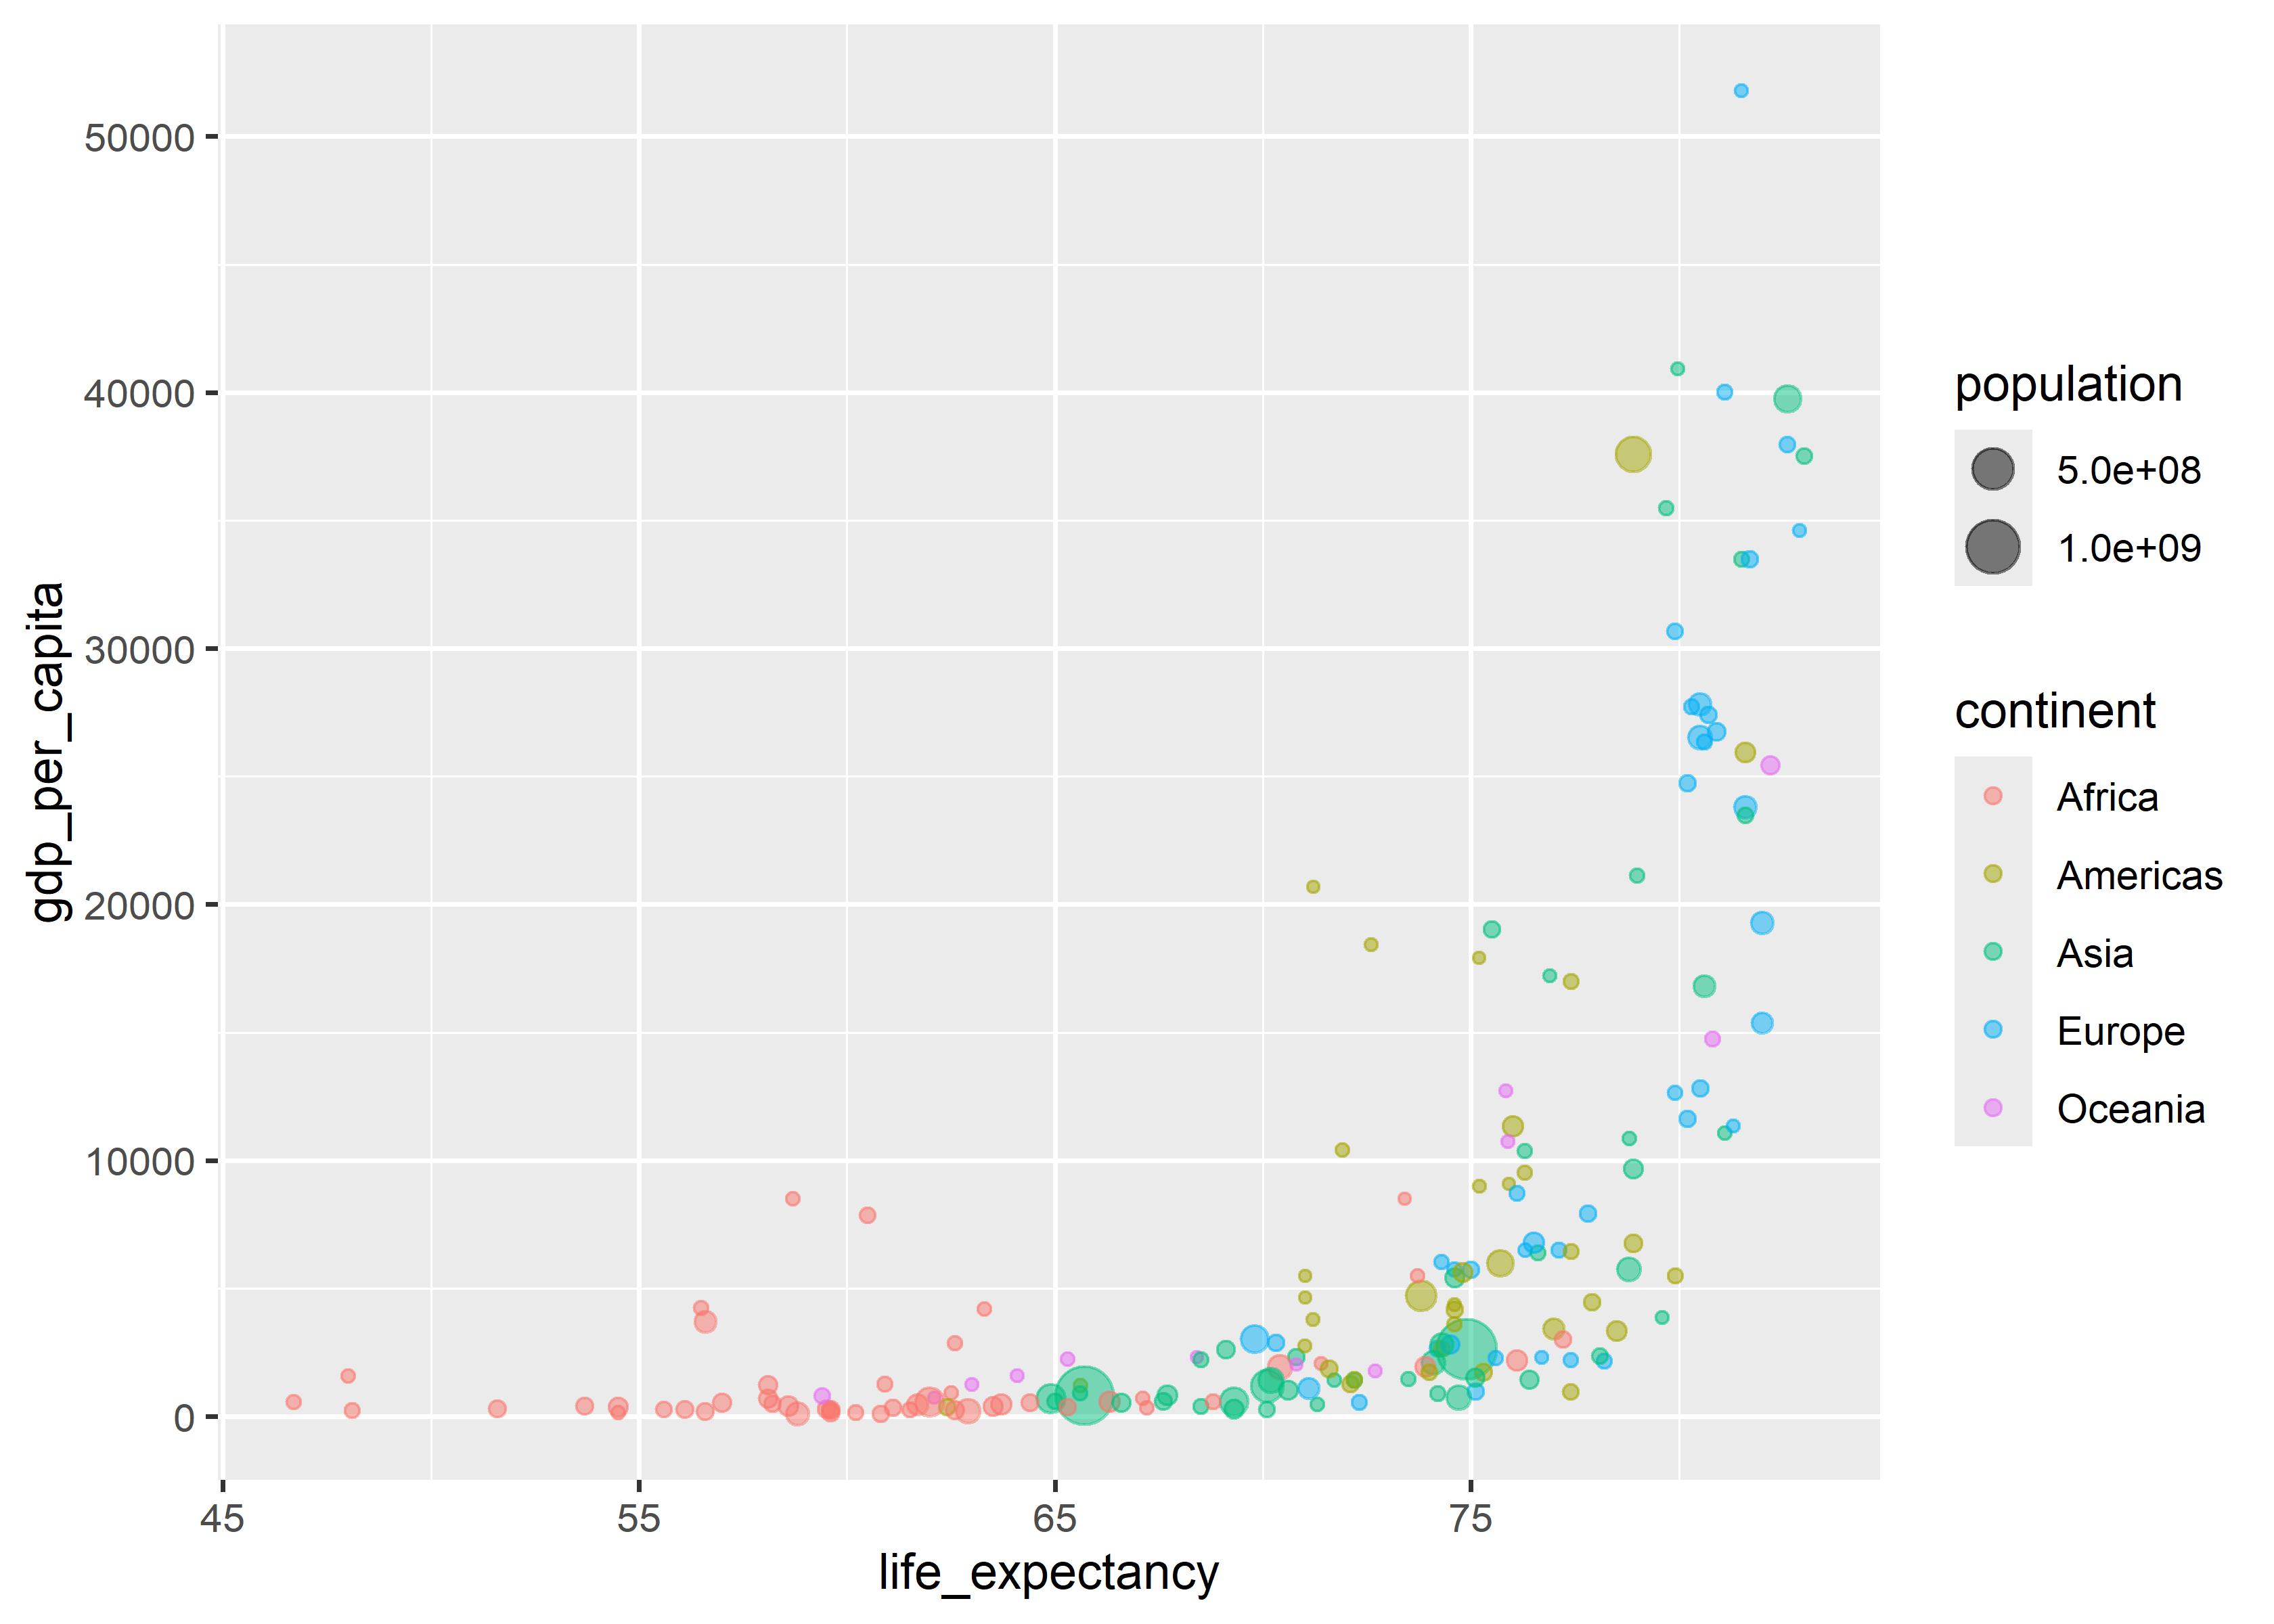 gdp_per_capita
50000
40000
30000
20000
10000
0
45 55 65 75
life_expectancy
population
5.0e+08
1.0e+09
continent
Africa
Americas
Asia
Europe
Oceania